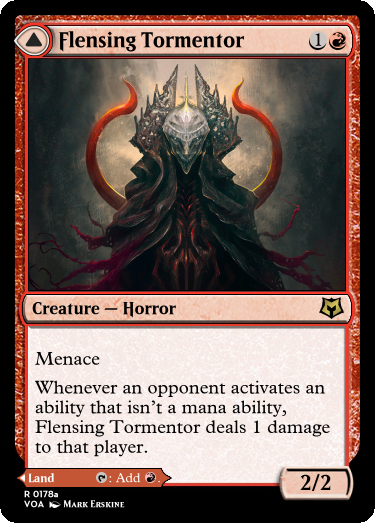 Flensing Tormentor 1
Creature — Horror
Menace
Whenever an opponent activates an
ability that isn't a mana ability,
Flensing Tormentor deals 1 damage
to that player.
Land : Add .
2/2
R 0178a
VOA Mark Erskine